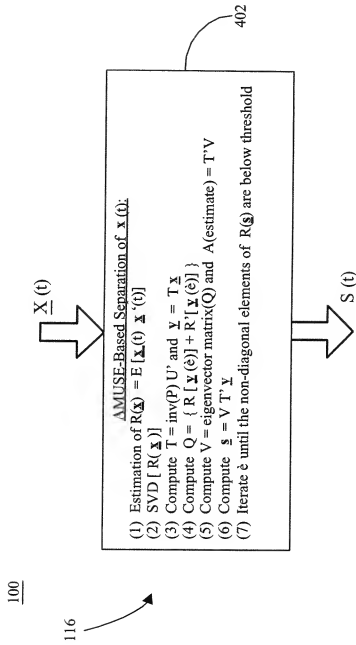 100
116
402
X (t)
AMUSE-Based Separation of x (t):
(1) Estimation of R(x) = E [x(t) x ‘(t)]
(2) SVD [ R( x )]
(3) Compute T = inv(P) U’ and y = T x
(4) Compute Q = { R [ y (è)] + R’[ y (è)] }
(5) Compute V = eigenvector matrix(Q) and A(estimate) = T’V
(6) Compute s = V T’ y
(7) Iterate è until the non-diagonal elements of R(s) are below threshold
S (t)